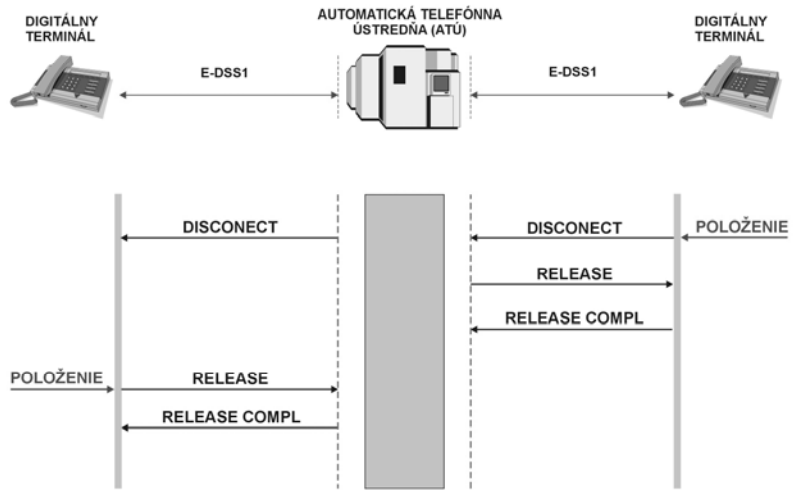 DIGITÁLNY
TERMINÁL
AUTOMATICKÁ TELEFÓNNA
ÚSTREDŇA (ATÚ)
DIGITÁLNY
TERMINÁL
E-DSS1
E-DSS1
DISCONECT
DISCONECT
POLOŽENIE
RELEASE
RELEASE COMPL
POLOŽENIE
RELEASE
RELEASE COMPL